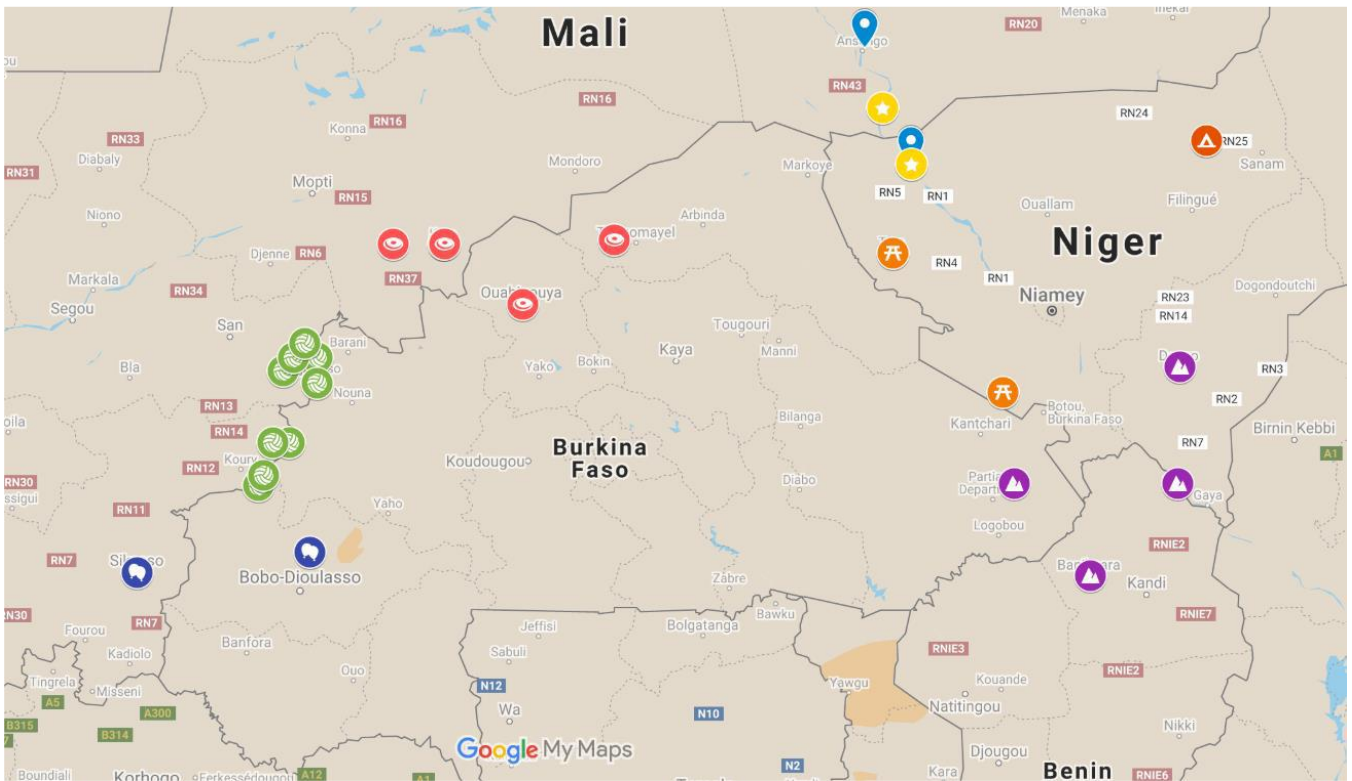 Mali
Menaka
RN20
RN43
RN16
RN24
Konna
RN16
RN33
Diabaly
RN25
Sanam
RN31
Mondoro
Markoye
Mopti
RN15
RN5
RN1
Niono
Arbinda
Ouallam
Filingué
Djenne
RN6
Niger
RN4
RN37
RN1
Markala
RN34
Dogondoutchi
Segou
Niamey
RN23
RN14
San
Tougouri
Barani
Kaya
Manni
Bla
Yako
Bokin.
RN3
Nouna
RN2
RN13
Botou,
Burkina Faso
Bilanga
Kantchari
RN14
Birnin Kebbi
RN7
Burkina
Faso
A1
Koudougou
RN12
RN30
Diabo
Gaya
Yaho
RN11
Logobou
RNIE2
RN7
Bobo-Dioulasso
Zâbre
Kandi
Bawku
RN30
RN7
Jeffisi
Bolgatanga
RNIE7
Fourou
Banfora
Sabuli
RNIE3
Kadiolo
Ouo
RNIE2
Tingrela
Misseni
N12
Yawgu
Kouande
A5
Natitingou
A300
Wa
N10
B315
B314
Nikki
Google My Maps
Djougou
N2
Kara
Benin
Boundiali
Korhogo
A12
A1
RNIE6